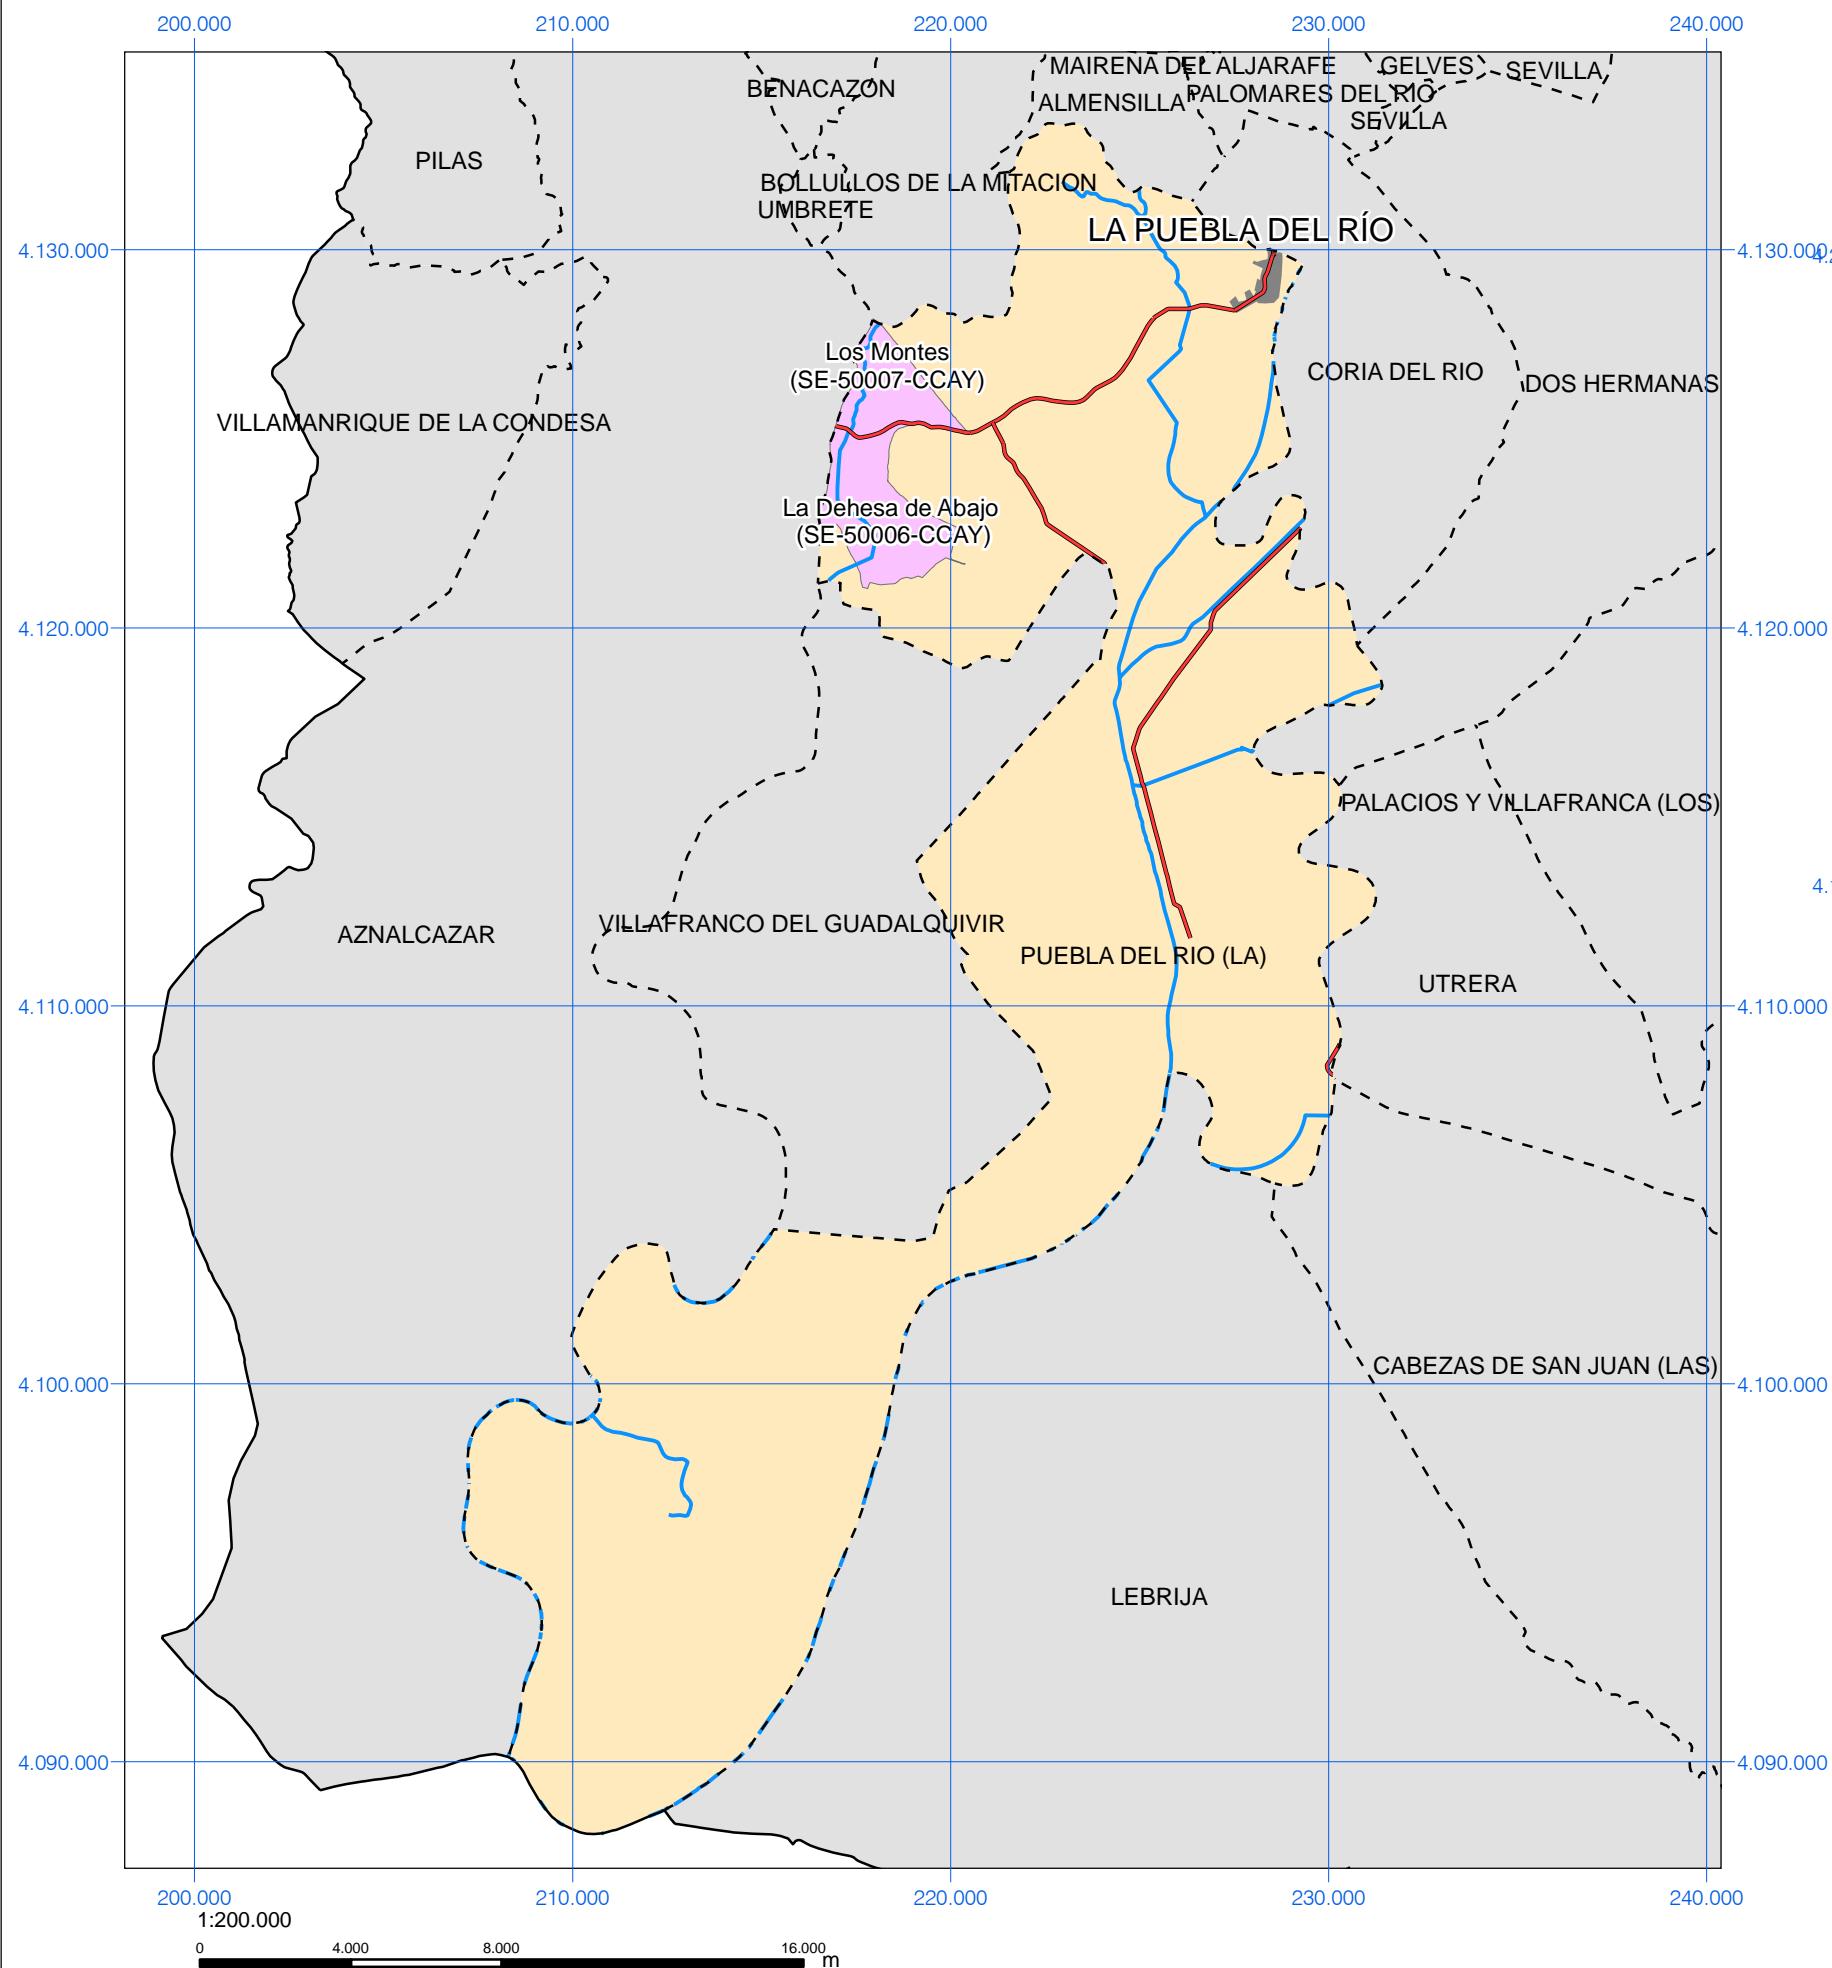 200.000 210.000 220.000 230.000 240.000
MAIRENA DEL ALJARAFE GELVES SEVILLA
BENACAZON
ALMENSILLA PALOMARES DEL RIO
SEVILLA
PILAS
BOLLULLOS DE LA MITACION
UMBRETE
LA PUEBLA DEL RÍO
4.130.000 4.130.000
Los Montes
(SE-50007-CCAY)
CORIA DEL RIO
DOS HERMANAS
VILLAMANRIQUE DE LA CONDESA
La Dehesa de Abajo
(SE-50006-CCAY)
4.120.000 4.120.000
PALACIOS Y VILLAFRANCA (LOS)
VILLAFRANCO DEL GUADALQUIVIR
AZNALCAZAR
PUEBLA DEL RIO (LA)
UTRERA
4.110.000 4.110.000
CABEZAS DE SAN JUAN (LAS)
4.100.000 4.100.000
LEBRIJA
4.090.000 4.090.000
200.000 210.000 220.000 230.000 240.000
1:200.000
0 4.000 8.000 16.000
m